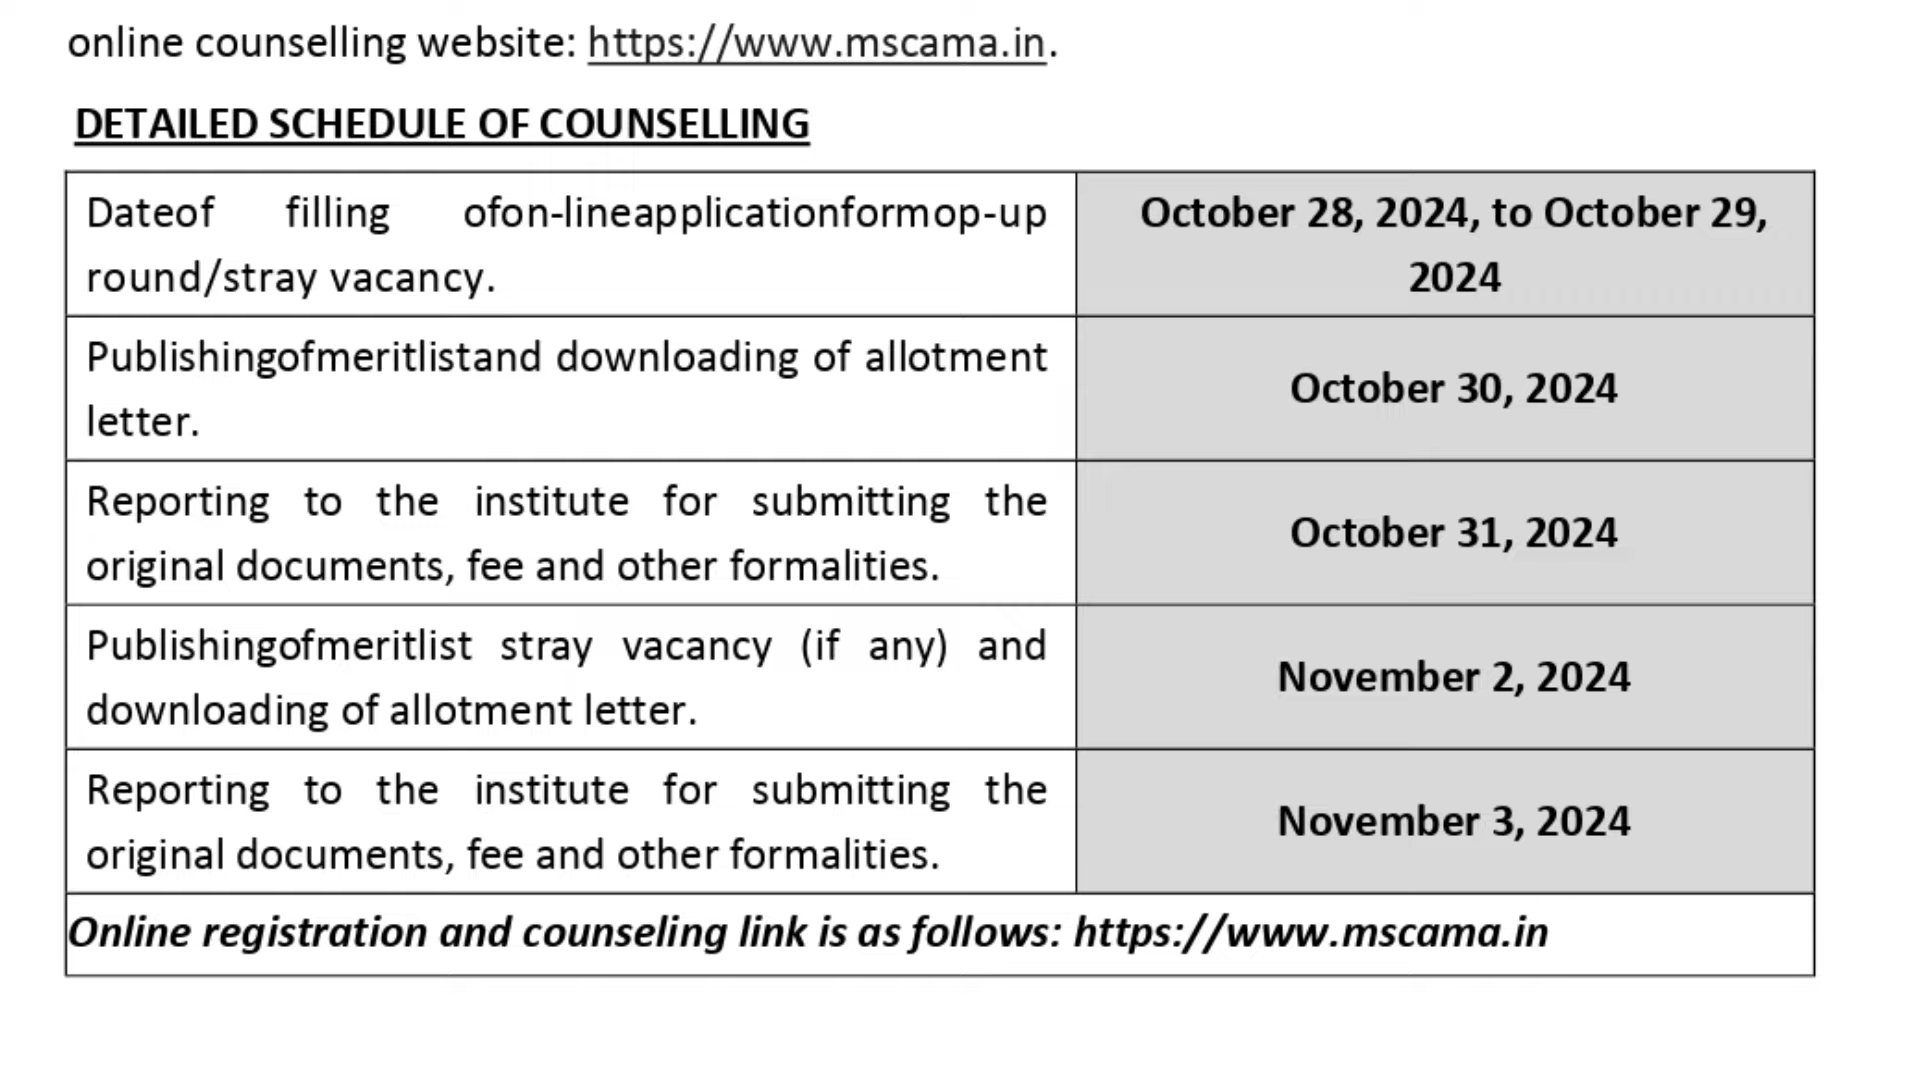 online counselling website: https://www.mscama.in.
DETAILED SCHEDULE OF COUNSELLING
Dateof filling ofon-lineapplicationformop-up
round/stray vacancy.
October 28, 2024, to October 29,
2024
Publishingofmeritlistand downloading of allotment
letter.
October 30, 2024
Reporting to the institute for submitting the
original documents, fee and other formalities.
October 31, 2024
Publishingofmeritlist stray vacancy (if any) and
downloading of allotment letter.
November 2, 2024
Reporting to the institute for submitting the
original documents, fee and other formalities.
November 3, 2024
Online registration and counseling link is as follows: https://www.mscama.in